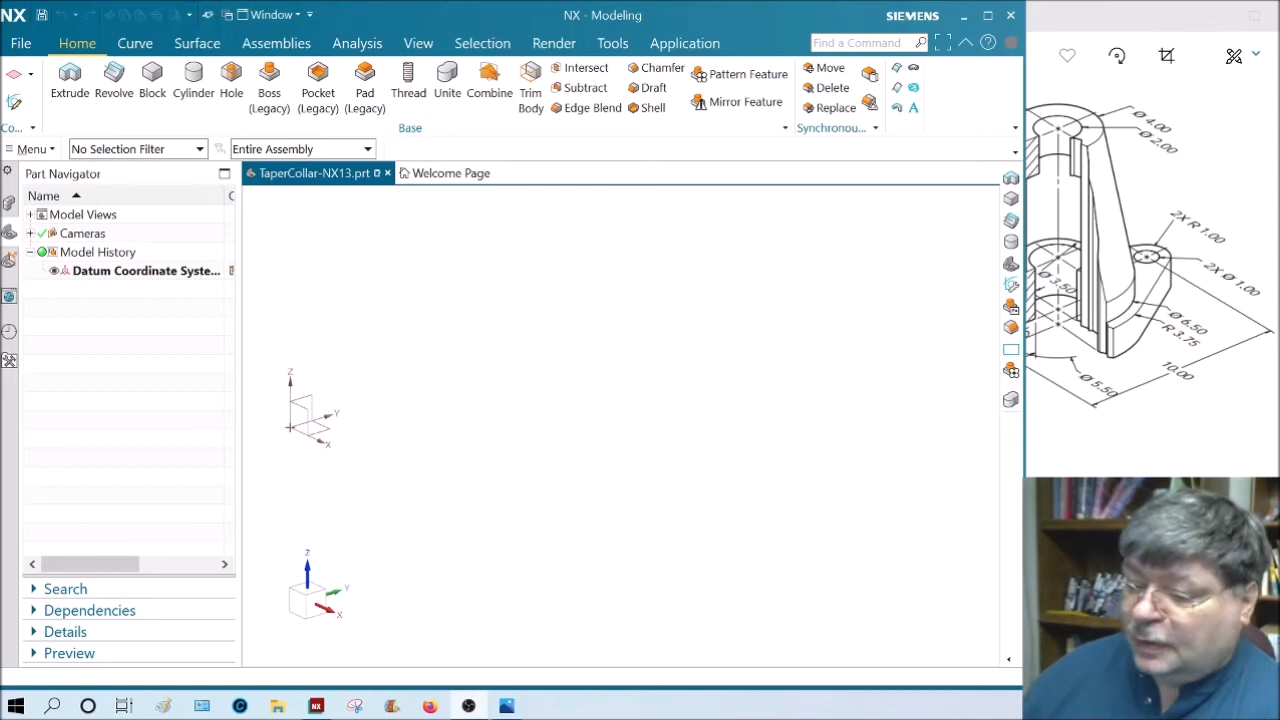 NX Window NX - Modeling SIEMENS
File Home Curve Surface Assemblies Analysis View Selection Render Tools Application Find a Command
Extrude Revolve Block Cylinder Hole Boss (Legacy) Pocket (Legacy) Pad (Legacy) Thread Unite Combine Trim Body
Intersect Chamfer Pattern Feature Move
Subtract Draft Delete
Edge Blend Shell Mirror Feature Replace A
Co... Base Synchronou...
Menu No Selection Filter Entire Assembly
Part Navigator TaperCollar-NX13.prt Welcome Page
Name C
Model Views
Cameras
Model History
Datum Coordinate Syste...
Z
Y
X
Z
Y
X
Search
Dependencies
Details
Preview
Ø 4.00
Ø 2.00
2X R 1.00
2X Ø 1.00
Ø 3.50
Ø 6.50
R 3.75
10.00
Ø 5.50
NX